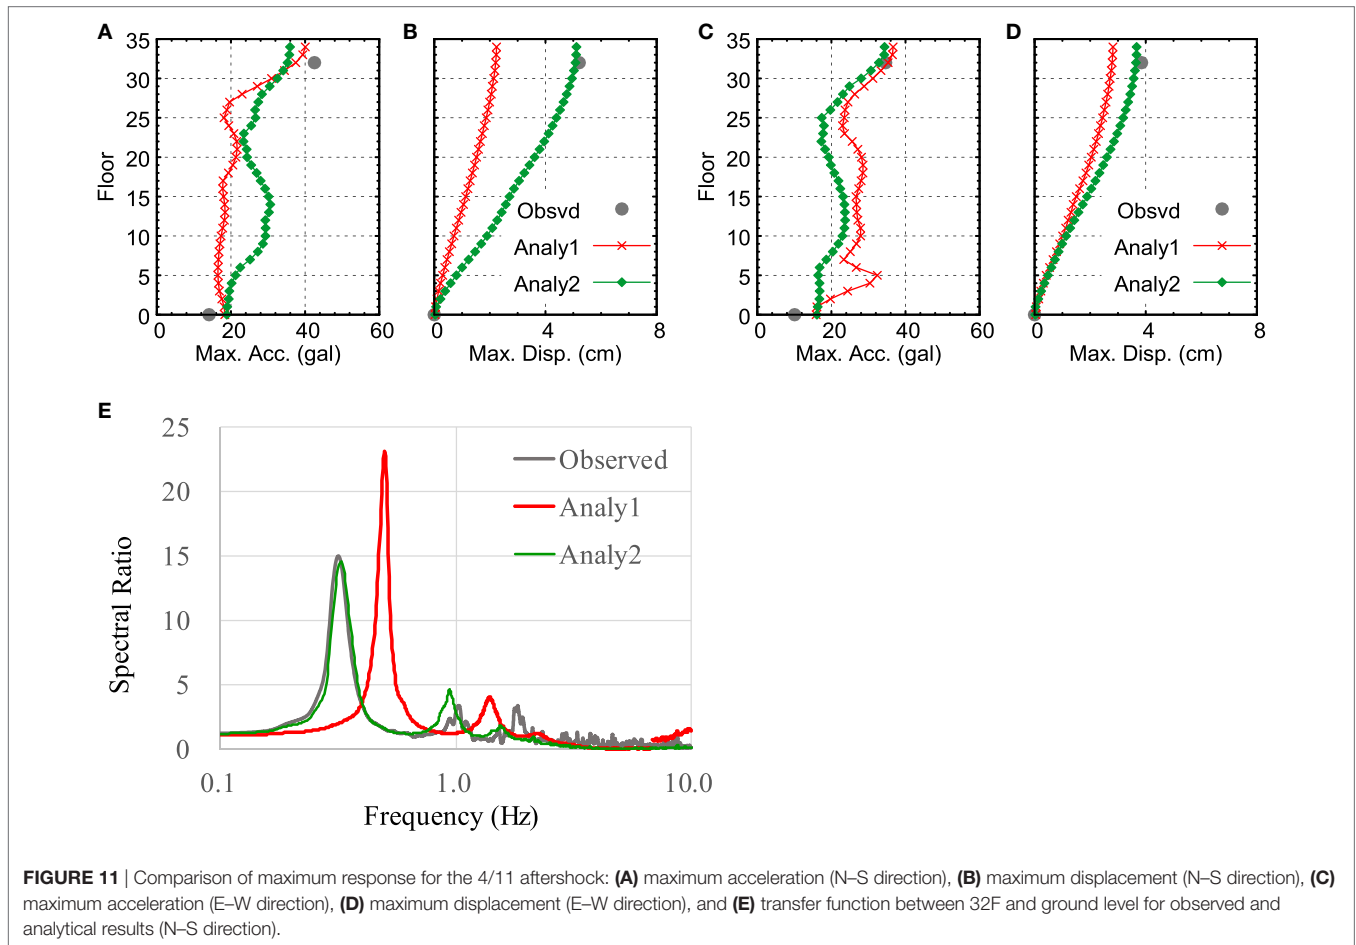 A
B
C
D
35
30
25
20
15
10
5
0
Floor
0 20 40 60
Max. Acc. (gal)
0 4 8
Max. Disp. (cm)
Obsvd
Analy1
Analy2
35
30
25
20
15
10
5
0
Floor
0 20 40 60
Max. Acc. (gal)
0 4 8
Max. Disp. (cm)
Obsvd
Analy1
Analy2
E
25
20
15
10
5
0
Spectral Ratio
Observed
Analy1
Analy2
0.1 1.0 10.0
Frequency (Hz)
FIGURE 11 | Comparison of maximum response for the 4/11 aftershock: (A) maximum acceleration (N–S direction), (B) maximum displacement (N–S direction), (C)
maximum acceleration (E–W direction), (D) maximum displacement (E–W direction), and (E) transfer function between 32F and ground level for observed and
analytical results (N–S direction).